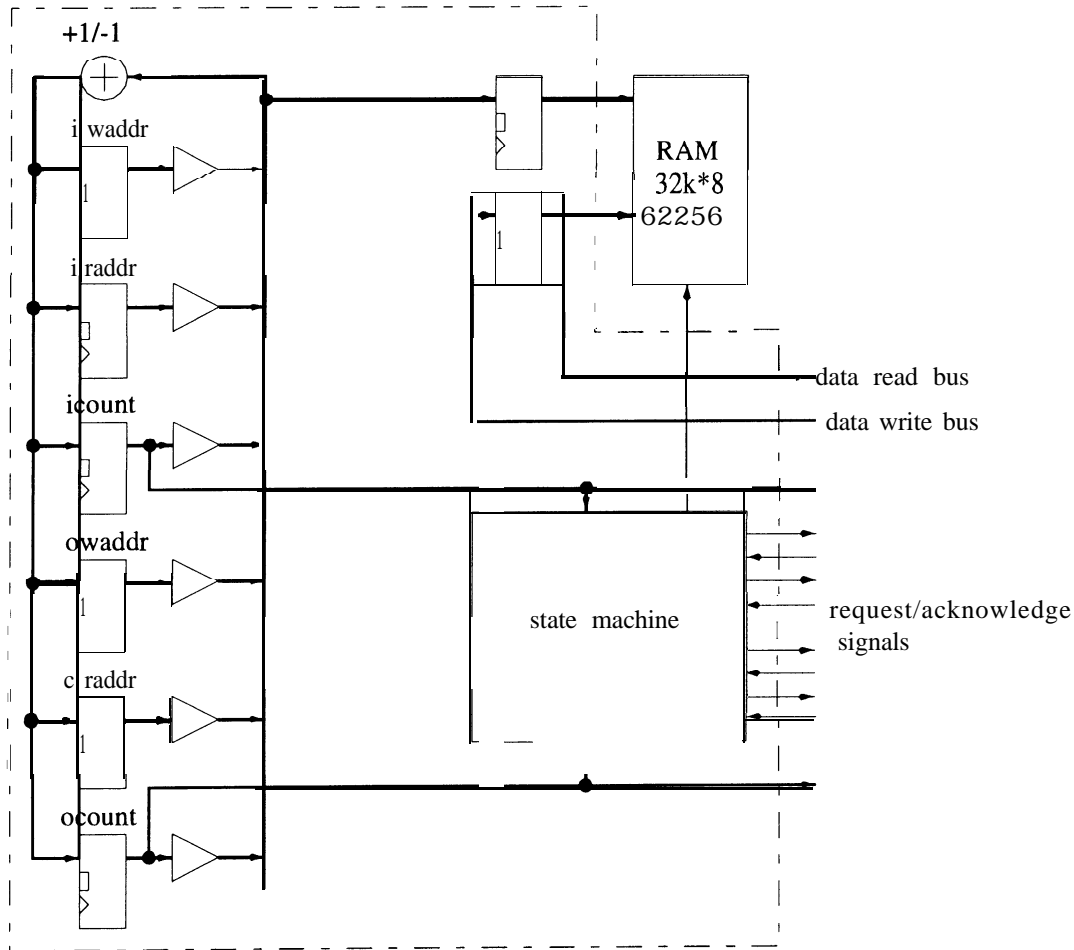 +1/-1
i waddr
1
RAM
32k*8
62256
1
i raddr
data read bus
icount
data write bus
owaddr
1
state machine
request/acknowledge
signals
c raddr
1
ocount